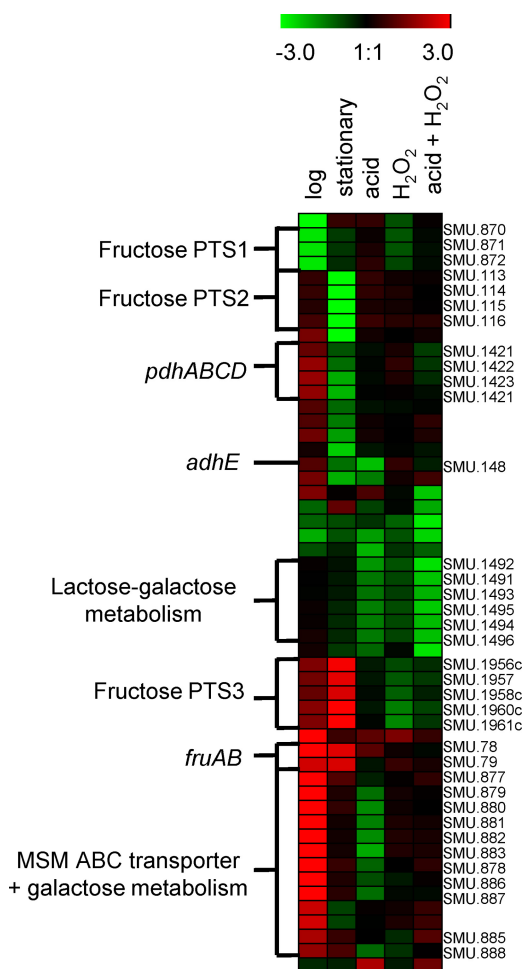 -3.0 1:1 3.0
log stationary acid H2O2 acid + H2O2
SMU.870
Fructose PTS1
SMU.871
SMU.872
SMU.113
SMU.114
Fructose PTS2
SMU.115
SMU.116
SMU.1421
SMU.1422
pdhABCD
SMU.1423
SMU.1421
adhE
SMU.148
SMU.1492
SMU.1491
Lactose-galactose
metabolism
SMU.1493
SMU.1495
SMU.1494
SMU.1496
SMU.1956c
SMU.1957
Fructose PTS3
SMU.1958c
SMU.1960c
SMU.1961c
fruAB
SMU.78
SMU.79
SMU.877
SMU.879
SMU.880
SMU.881
SMU.882
SMU.883
MSM ABC transporter
+ galactose metabolism
SMU.878
SMU.886
SMU.887
SMU.885
SMU.888